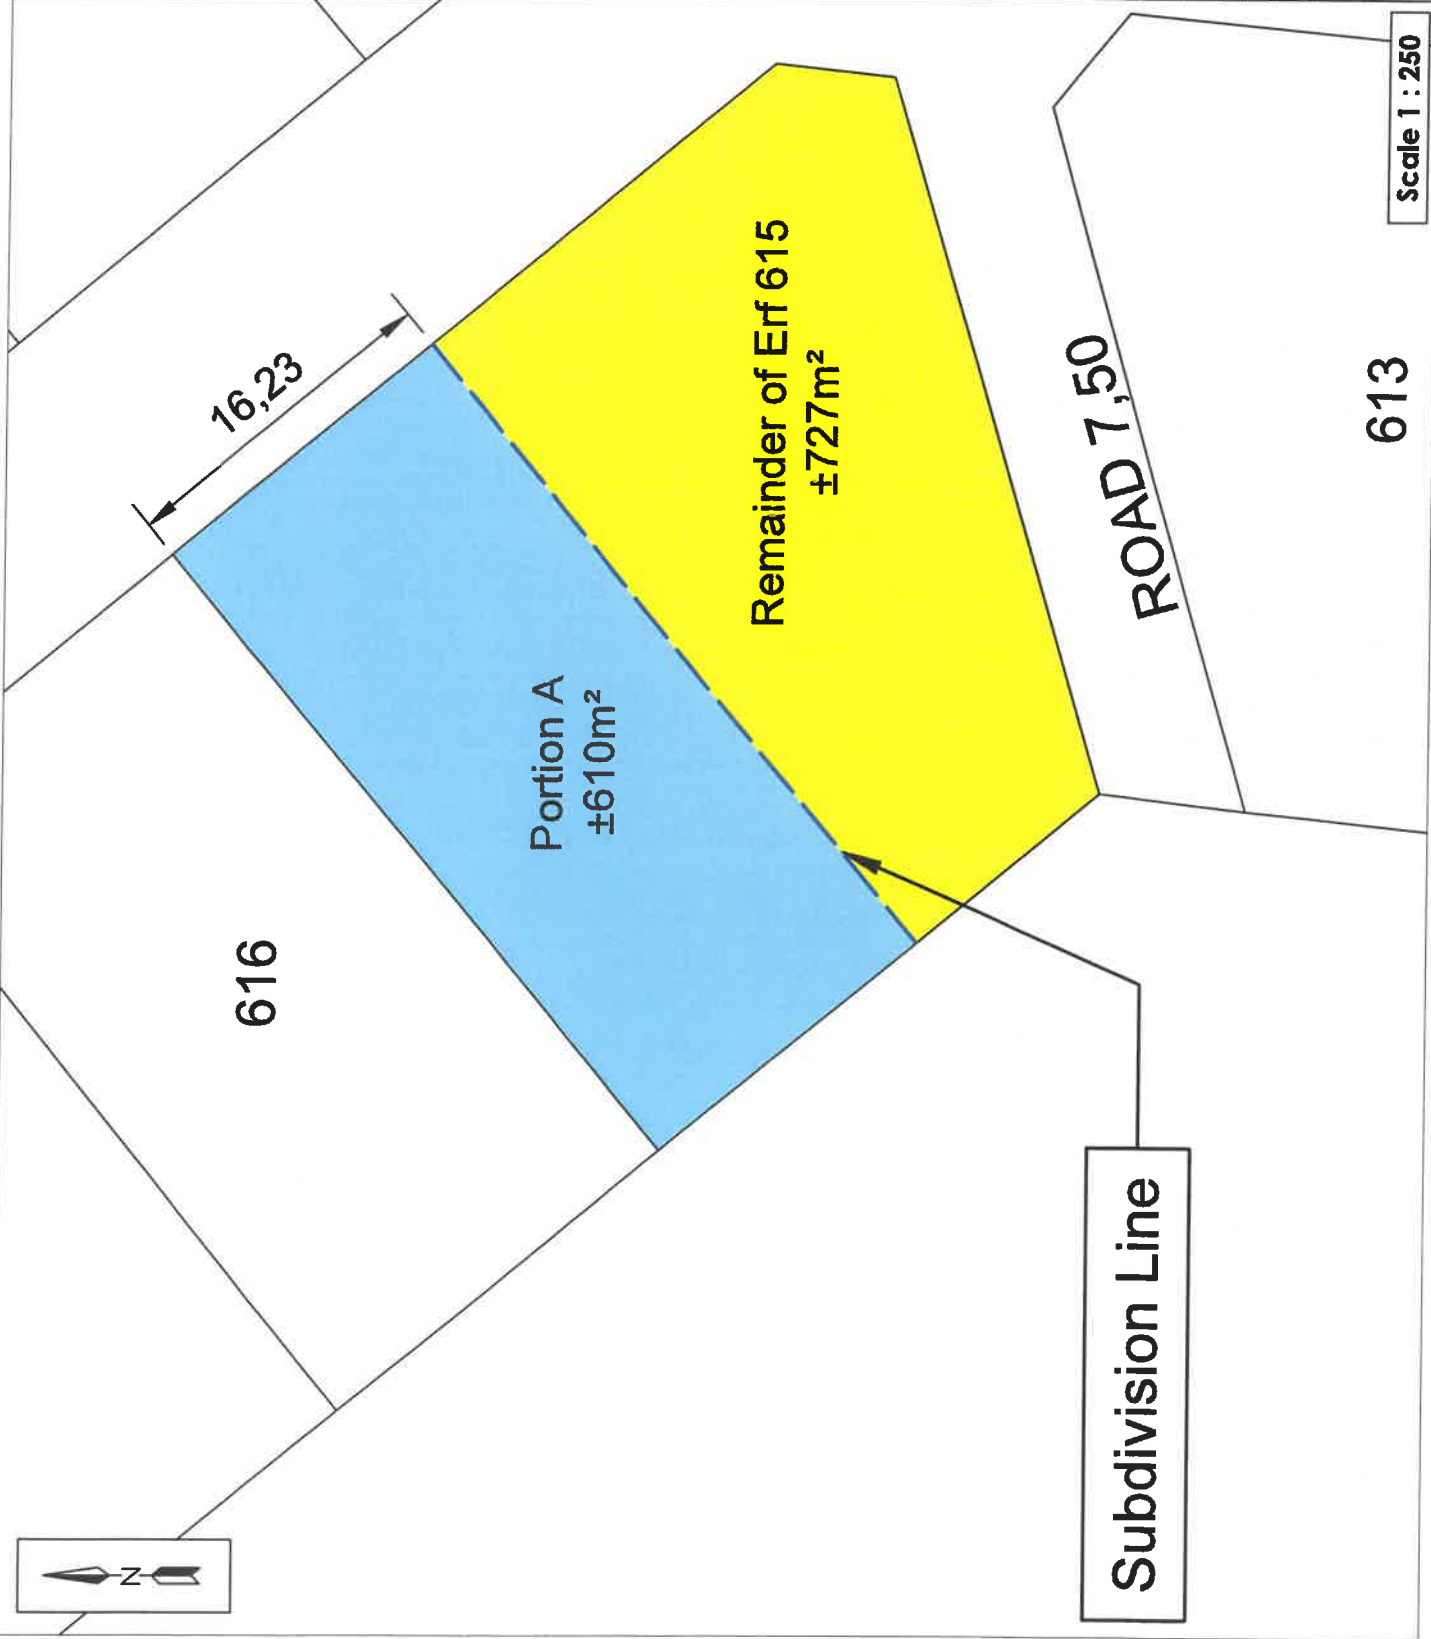 N
616
16,23
Portion A
±610m²
Remainder of Erf 615
±727m²
ROAD 7,50
613
Subdivision Line
Scale 1 : 250